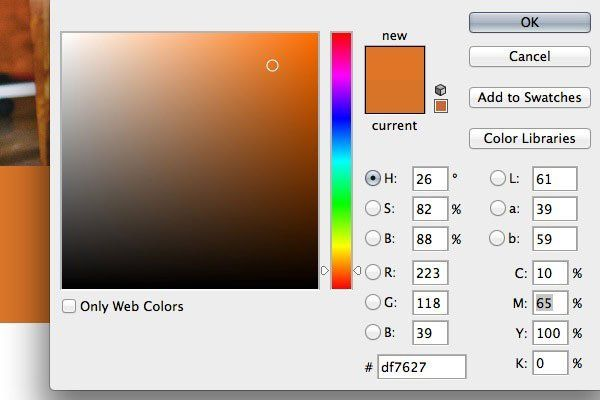 new
current
OK
Cancel
Add to Swatches
Color Libraries
H: 26 °
S: 82 %
B: 88 %
R: 223
G: 118
B: 39
# df7627
L: 61
a: 39
b: 59
C: 10 %
M: 65 %
Y: 100 %
K: 0 %
Only Web Colors